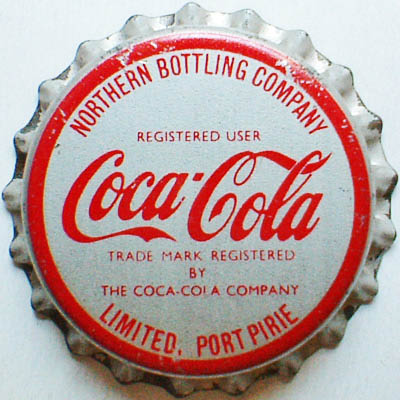 NORTHERN BOTTLING COMPANY
REGISTERED USER
Coca-Cola
TRADE MARK REGISTERED
BY
THE COCA-COLA COMPANY
LIMITED, PORT PIRIE